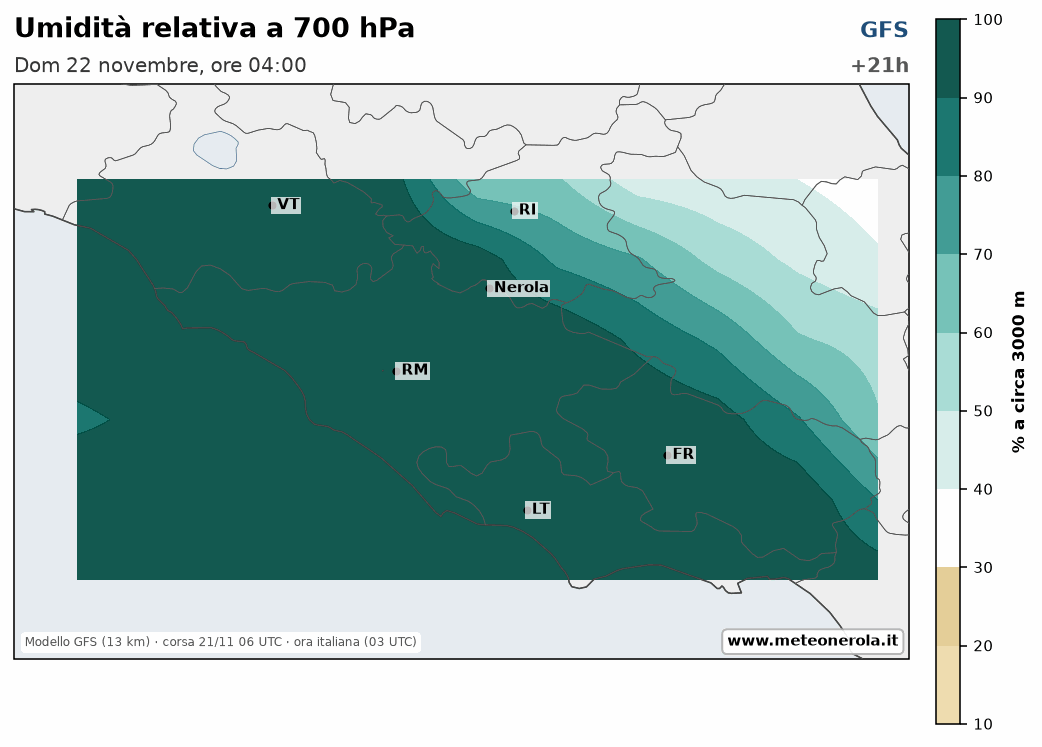 Umidità relativa a 700 hPa
GFS
Dom 22 novembre, ore 04:00
+21h
VT
RI
Nerola
RM
FR
LT
100
90
80
70
60
50
40
30
20
10
% a circa 3000 m
Modello GFS (13 km) · corsa 21/11 06 UTC · ora italiana (03 UTC)
www.meteonerola.it